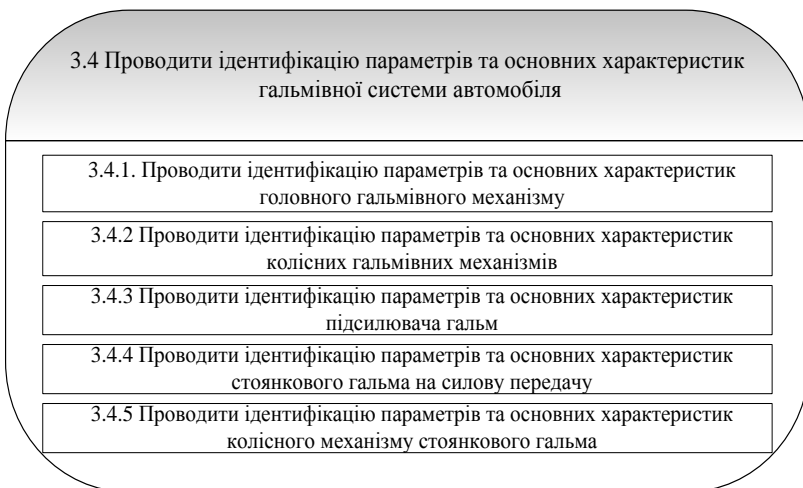 3.4 Проводити ідентифікацію параметрів та основних характеристик
гальмівної системи автомобіля
3.4.1. Проводити ідентифікацію параметрів та основних характеристик
головного гальмівного механізму
3.4.2 Проводити ідентифікацію параметрів та основних характеристик
колісних гальмівних механізмів
3.4.3 Проводити ідентифікацію параметрів та основних характеристик
підсилювача гальм
3.4.4 Проводити ідентифікацію параметрів та основних характеристик
стоянкового гальма на силову передачу
3.4.5 Проводити ідентифікацію параметрів та основних характеристик
колісного механізму стоянкового гальма